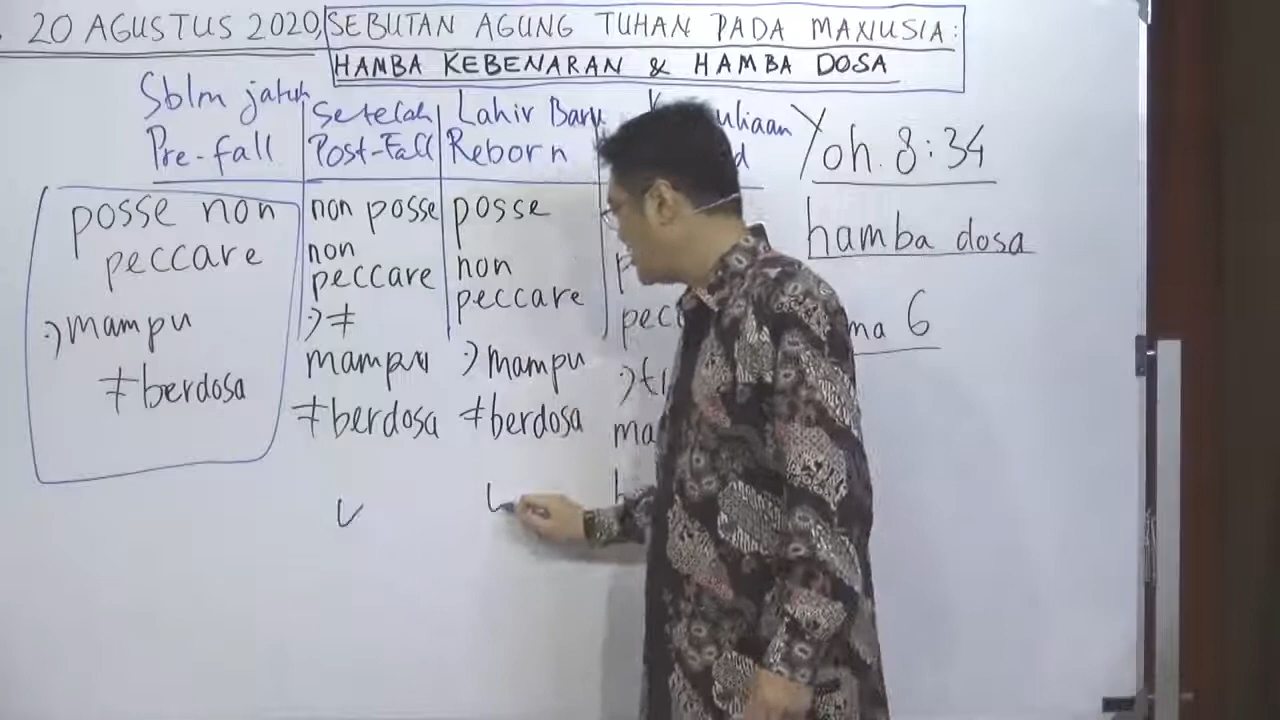 20 AGUSTUS 2020, SEBUTAN AGUNG TUHAN PADA MANUSIA:
HAMBA KEBENARAN & HAMBA DOSA
Sblm jatuh
Pre-fall
Setelah
Post-Fall
Lahir Baru
Reborn
Yoh. 8:34
hamba dosa
6
posse non
peccare
:) mampu
≠ berdosa
non posse
non
peccare
:) ≠
mampu
≠ berdosa
posse
non
peccare
:) mampu
≠ berdosa